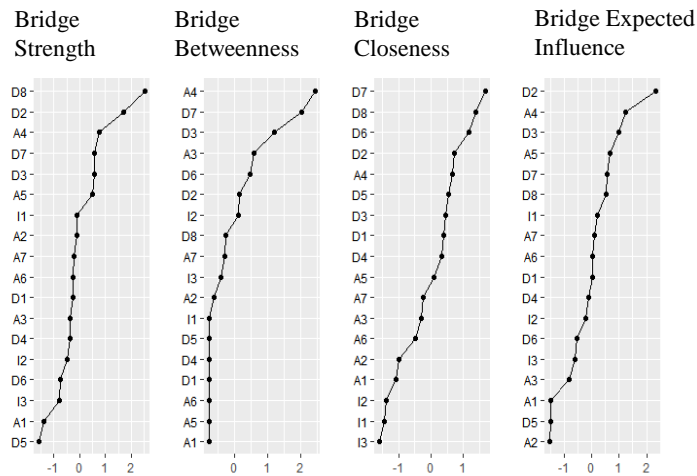 Bridge
Strength
D8
D2
A4
D7
D3
A5
I1
A2
A7
A6
D1
A3
D4
I2
D6
I3
A1
D5
-1 0 1 2
Bridge
Betweenness
A4
D7
D3
A3
D6
D2
I2
D8
A7
I3
A2
I1
D5
D4
D1
A6
A5
A1
0 1 2
Bridge
Closeness
D7
D8
D6
D2
A4
D5
D3
D1
D4
A5
A7
A3
A6
A2
A1
I2
I1
I3
-1 0 1
Bridge Expected
Influence
D2
A4
D3
A5
D7
D8
I1
A7
A6
D1
D4
I2
D6
I3
A3
A1
D5
A2
-1 0 1 2